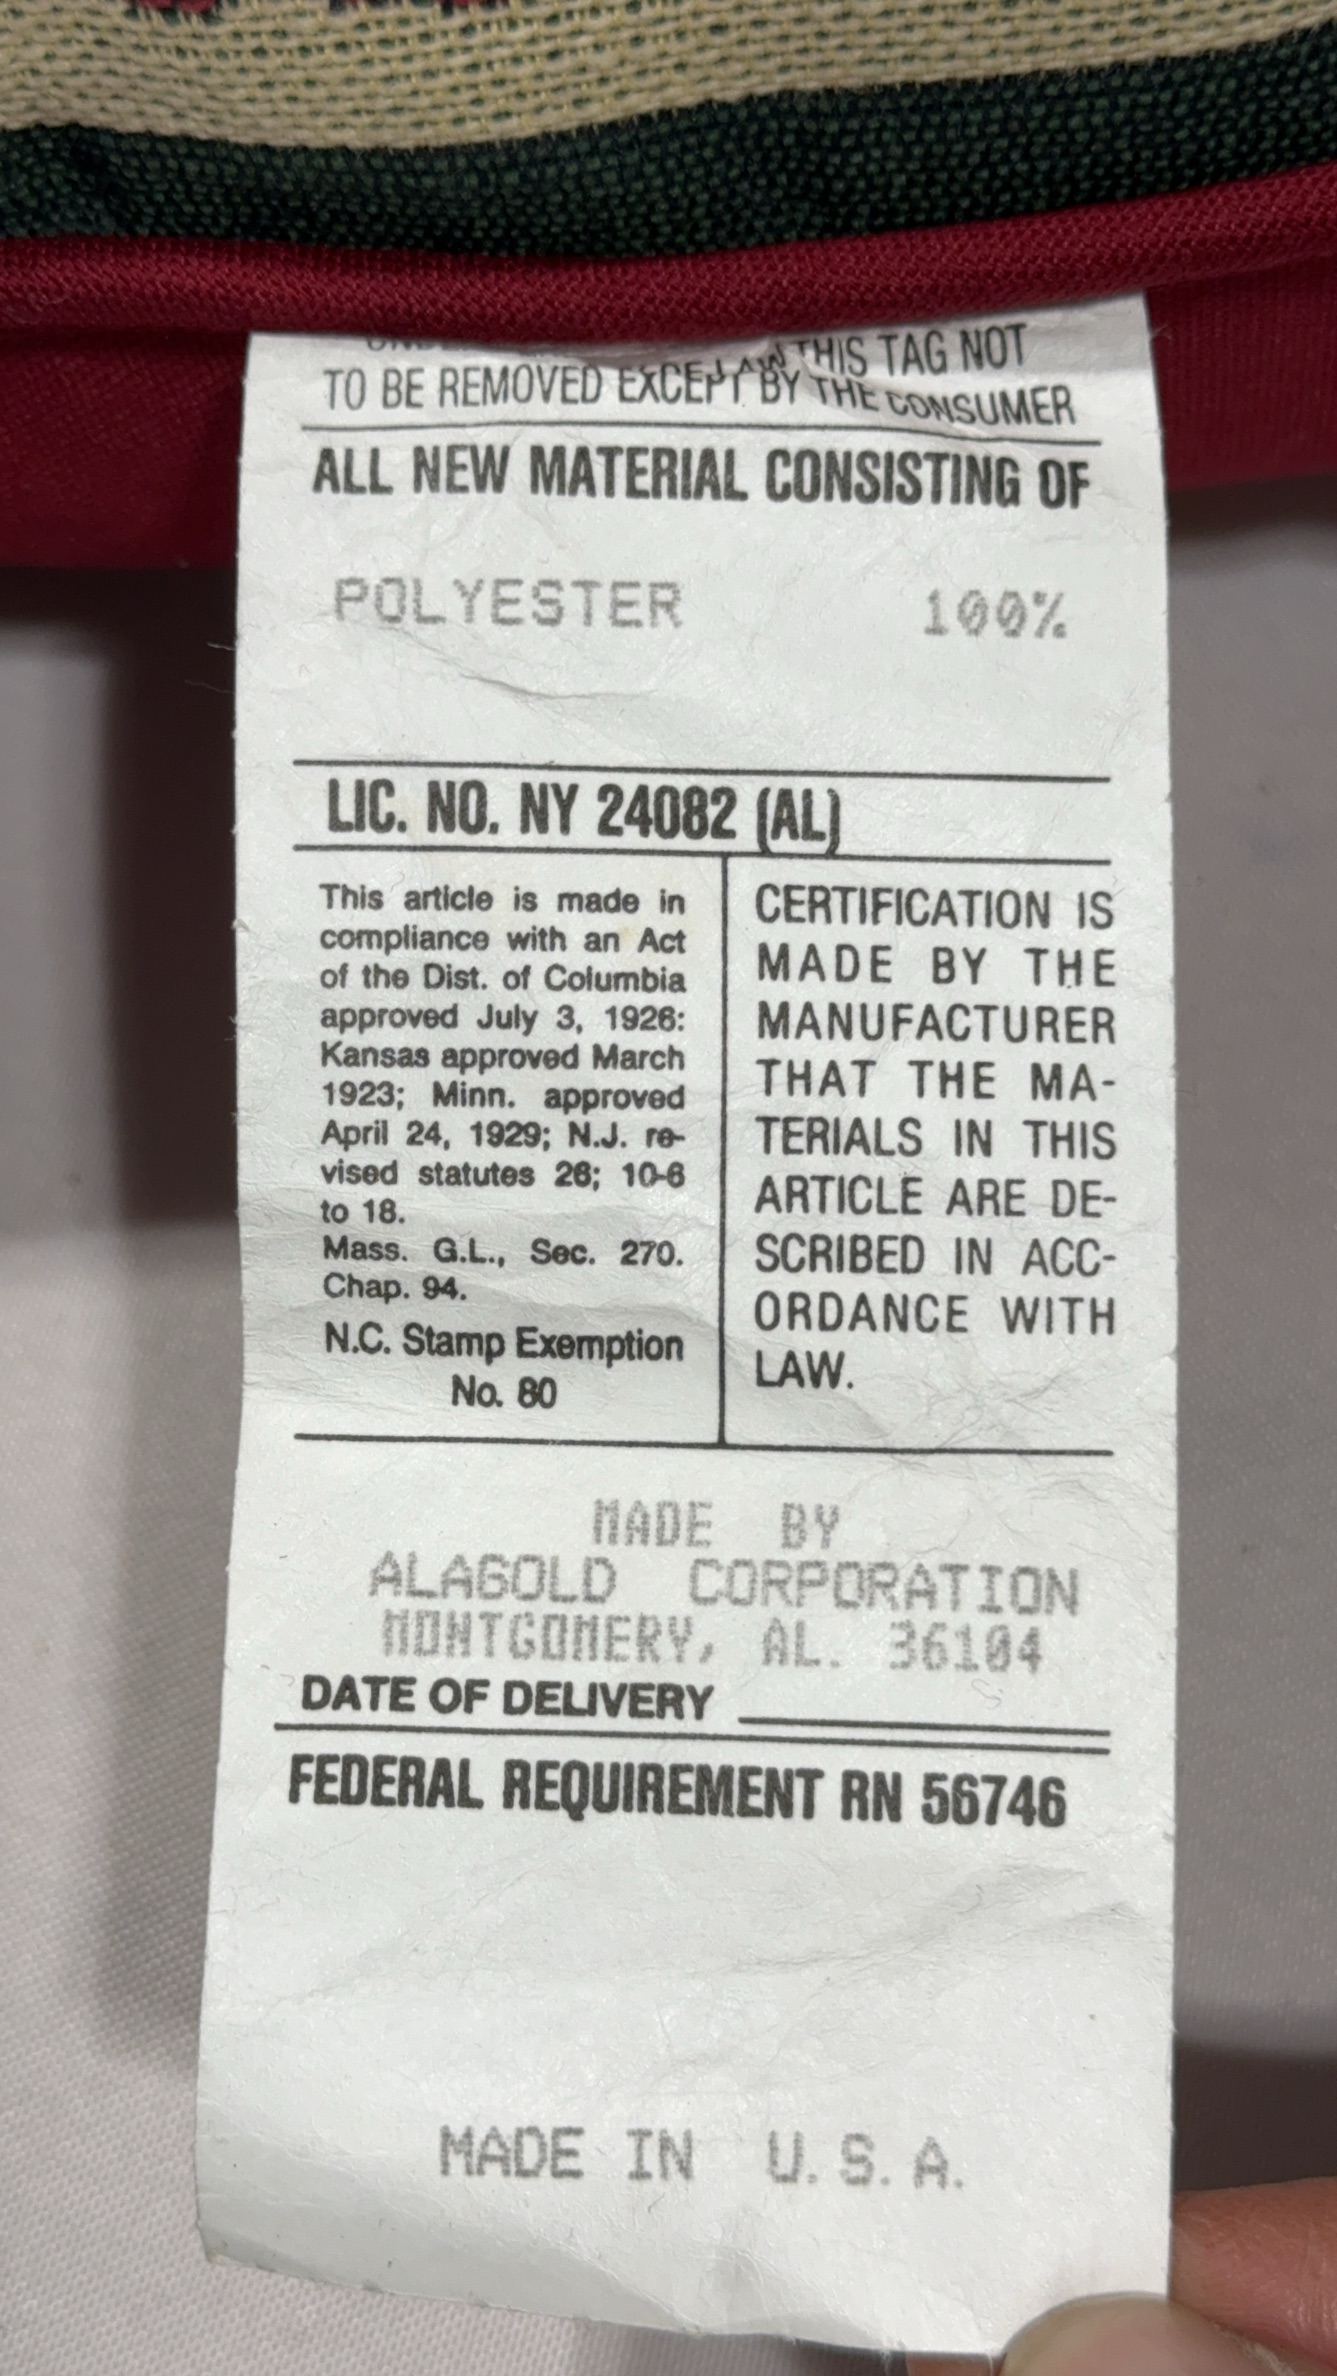 LAW THIS TAG NOT
TO BE REMOVED EXCEPT BY THE CONSUMER
ALL NEW MATERIAL CONSISTING OF
POLYESTER 100%
LIC. NO. NY 24082 (AL)
This article is made in
compliance with an Act
of the Dist. of Columbia
approved July 3, 1926:
Kansas approved March
1923; Minn. approved
April 24, 1929; N.J. re-
vised statutes 26; 10-6
to 18.
Mass. G.L., Sec. 270.
Chap. 94.
N.C. Stamp Exemption
No. 80
CERTIFICATION IS
MADE BY THE
MANUFACTURER
THAT THE MA-
TERIALS IN THIS
ARTICLE ARE DE-
SCRIBED IN ACC-
ORDANCE WITH
LAW.
MADE BY
ALAGOLD CORPORATION
MONTGOMERY, AL. 36104
DATE OF DELIVERY
FEDERAL REQUIREMENT RN 56746
MADE IN U.S.A.